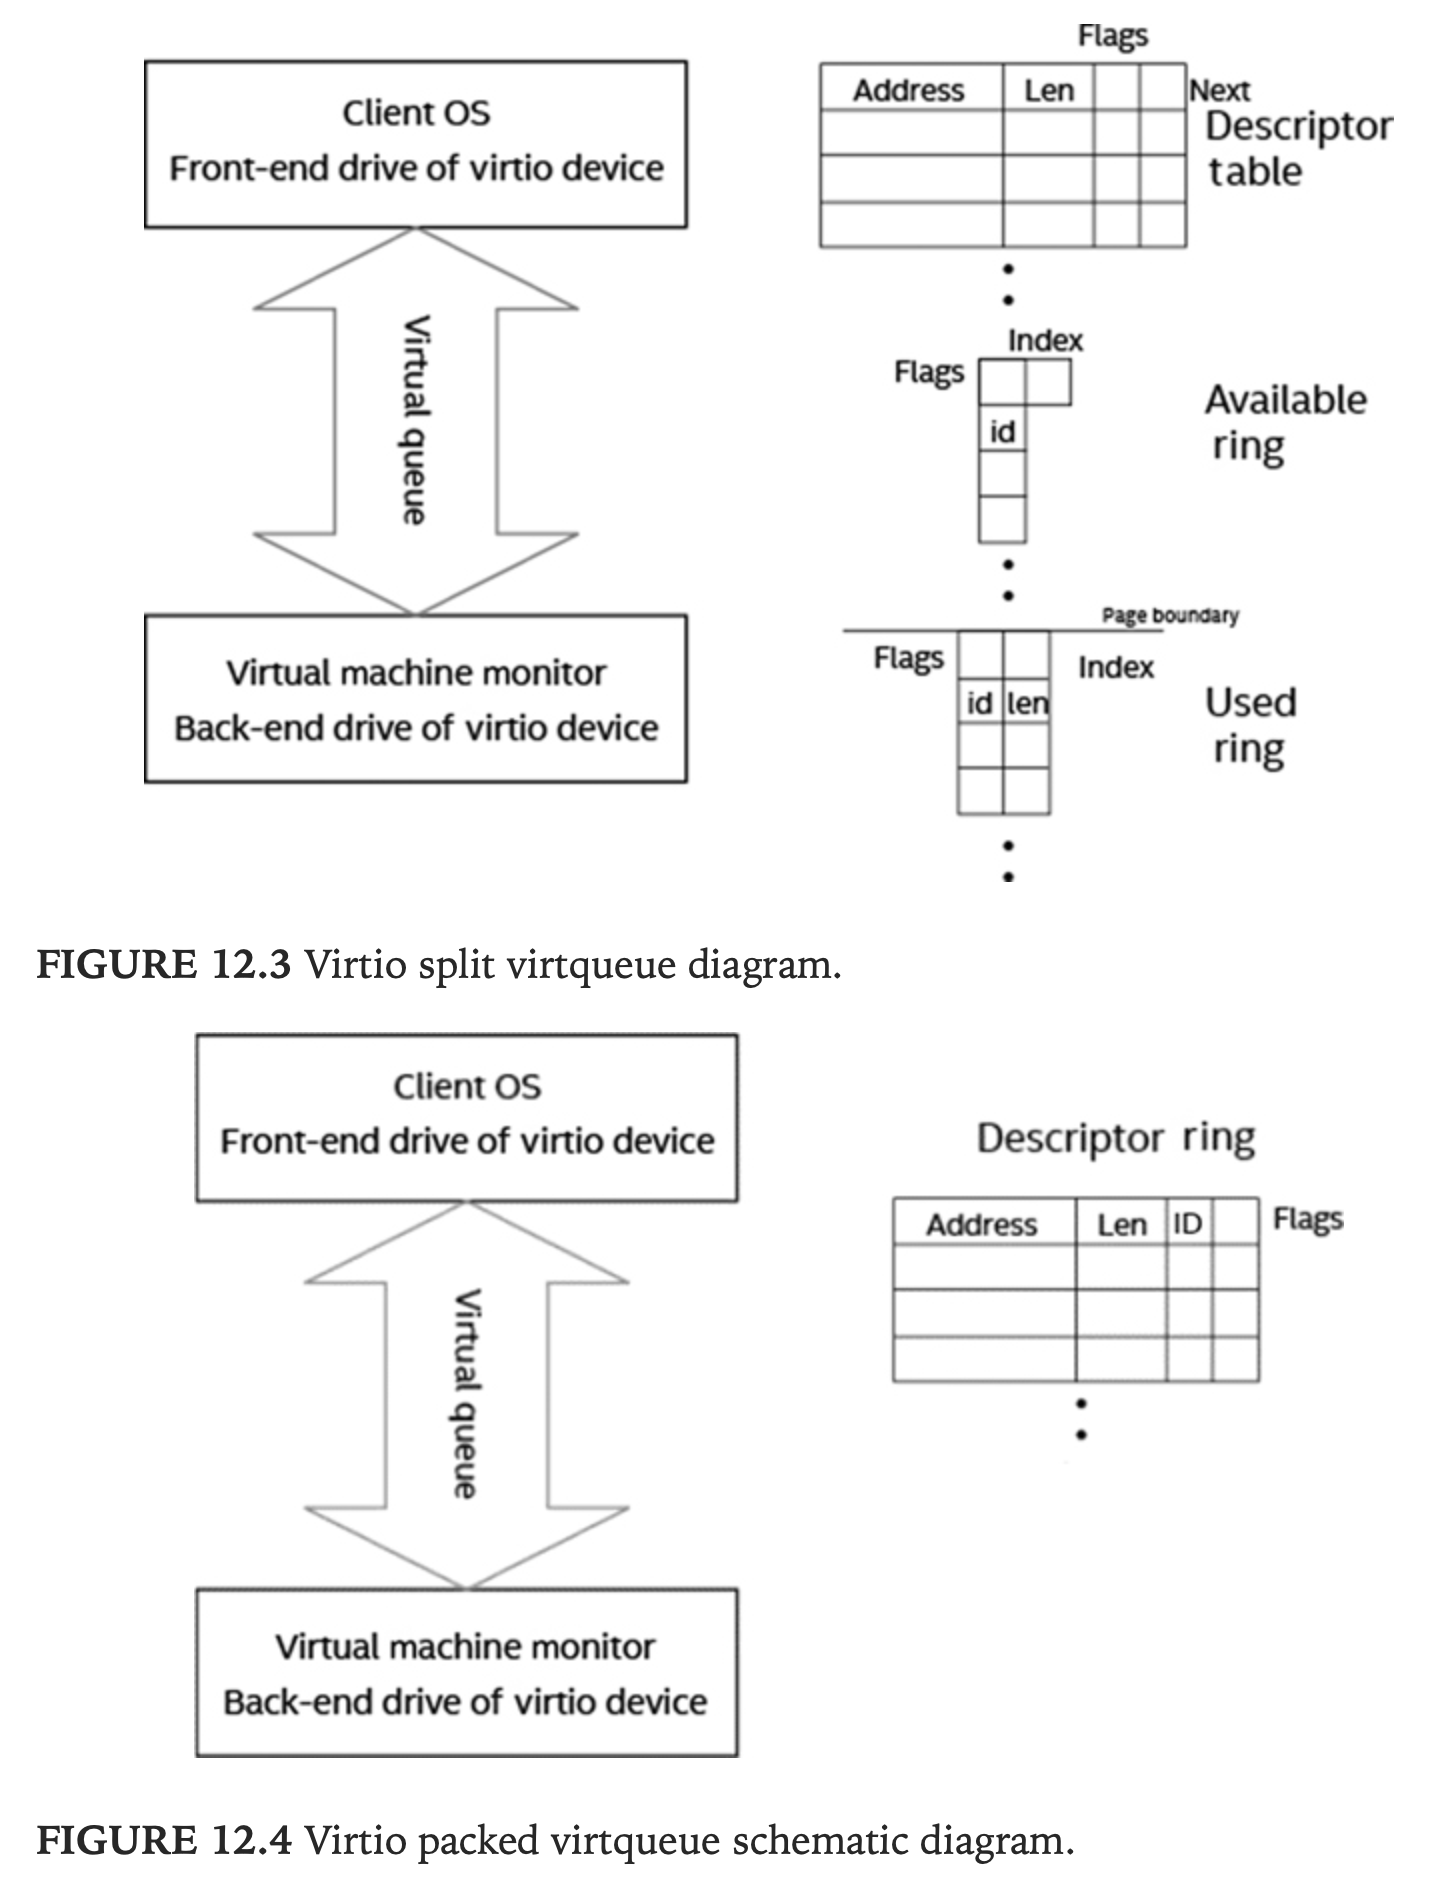 Client OS
Front-end drive of virtio device
Virtual queue
Virtual machine monitor
Back-end drive of virtio device
Flags
Address Len Next
Descriptor
table
Index
Flags
id
Available
ring
Page boundary
Flags
Index
id len
Used
ring
FIGURE 12.3 Virtio split virtqueue diagram.
Client OS
Front-end drive of virtio device
Virtual queue
Virtual machine monitor
Back-end drive of virtio device
Descriptor ring
Address Len ID Flags
FIGURE 12.4 Virtio packed virtqueue schematic diagram.